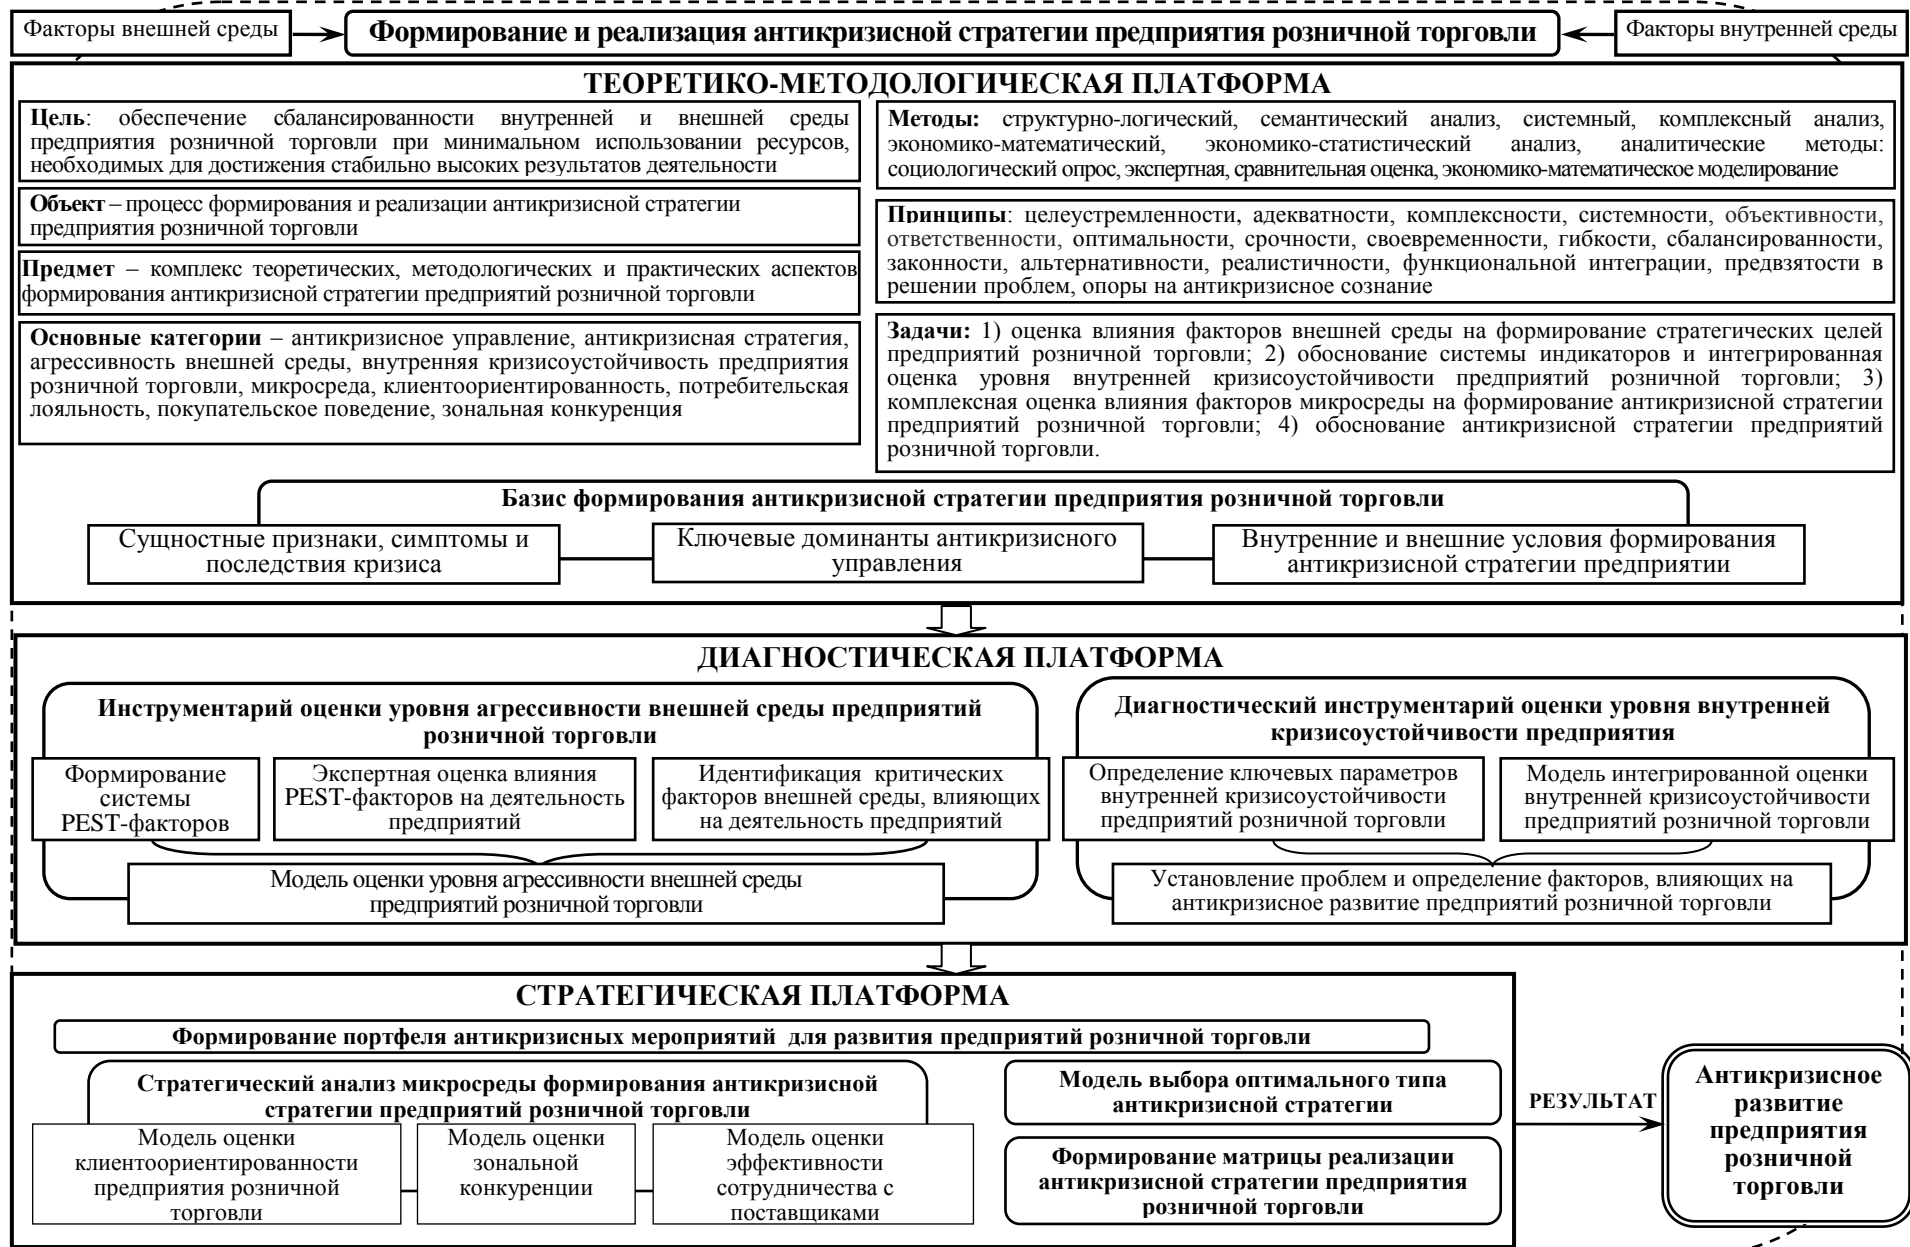 Факторы внешней среды
Формирование и реализация антикризисной стратегии предприятия розничной торговли
Факторы внутренней среды
ТЕОРЕТИКО-МЕТОДОЛОГИЧЕСКАЯ ПЛАТФОРМА
Цель: обеспечение сбалансированности внутренней и внешней среды
предприятия розничной торговли при минимальном использовании ресурсов,
необходимых для достижения стабильно высоких результатов деятельности
Объект – процесс формирования и реализации антикризисной стратегии
предприятия розничной торговли
Предмет – комплекс теоретических, методологических и практических аспектов
формирования антикризисной стратегии предприятий розничной торговли
Основные категории – антикризисное управление, антикризисная стратегия,
агрессивность внешней среды, внутренняя кризисоустойчивость предприятия
розничной торговли, микросреда, клиентоориентированность, потребительская
лояльность, покупательское поведение, зональная конкуренция
Методы: структурно-логический, семантический анализ, системный, комплексный анализ,
экономико-математический, экономико-статистический анализ, аналитические методы:
социологический опрос, экспертная, сравнительная оценка, экономико-математическое моделирование
Принципы: целеустремленности, адекватности, комплексности, системности, объективности,
ответственности, оптимальности, срочности, своевременности, гибкости, сбалансированности,
законности, альтернативности, реалистичности, функциональной интеграции, предвзятости в
решении проблем, опоры на антикризисное сознание
Задачи: 1) оценка влияния факторов внешней среды на формирование стратегических целей
предприятий розничной торговли; 2) обоснование системы индикаторов и интегрированная
оценка уровня внутренней кризисоустойчивости предприятий розничной торговли; 3)
комплексная оценка влияния факторов микросреды на формирование антикризисной стратегии
предприятий розничной торговли; 4) обоснование антикризисной стратегии предприятий
розничной торговли.
Базис формирования антикризисной стратегии предприятия розничной торговли
Сущностные признаки, симптомы и
последствия кризиса
Ключевые доминанты антикризисного
управления
Внутренние и внешние условия формирования
антикризисной стратегии предприятии
ДИАГНОСТИЧЕСКАЯ ПЛАТФОРМА
Инструментарий оценки уровня агрессивности внешней среды предприятий
розничной торговли
Формирование
системы
PEST-факторов
Экспертная оценка влияния
PEST-факторов на деятельность
предприятий
Идентификация критических
факторов внешней среды, влияющих
на деятельность предприятий
Модель оценки уровня агрессивности внешней среды
предприятий розничной торговли
Диагностический инструментарий оценки уровня внутренней
кризисоустойчивости предприятия
Определение ключевых параметров
внутренней кризисоустойчивости
предприятий розничной торговли
Модель интегрированной оценки
внутренней кризисоустойчивости
предприятий розничной торговли
Установление проблем и определение факторов, влияющих на
антикризисное развитие предприятий розничной торговли
СТРАТЕГИЧЕСКАЯ ПЛАТФОРМА
Формирование портфеля антикризисных мероприятий для развития предприятий розничной торговли
Стратегический анализ микросреды формирования антикризисной
стратегии предприятий розничной торговли
Модель оценки
клиентоориентированности
предприятия розничной
торговли
Модель оценки
зональной
конкуренции
Модель оценки
эффективности
сотрудничества с
поставщиками
Модель выбора оптимального типа
антикризисной стратегии
Формирование матрицы реализации
антикризисной стратегии предприятия
розничной торговли
РЕЗУЛЬТАТ
Антикризисное
развитие
предприятия
розничной
торговли